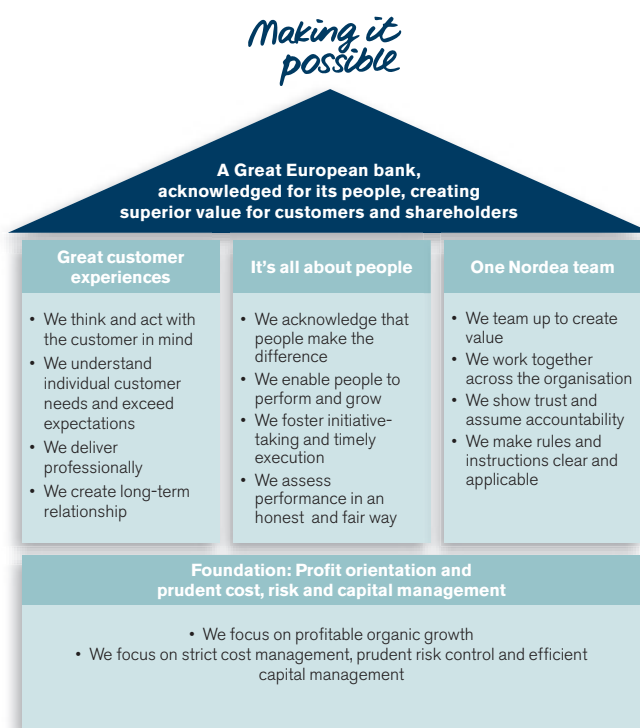 Making it
possible
A Great European bank,
acknowledged for its people, creating
superior value for customers and shareholders
Great customer
experiences
• We think and act with
the customer in mind
• We understand
individual customer
needs and exceed
expectations
• We deliver
professionally
• We create long-term
relationship
It's all about people
• We acknowledge that
people make the
difference
• We enable people to
perform and grow
• We foster initiative-
taking and timely
execution
• We assess
performance in an
honest and fair way
One Nordea team
• We team up to create
value
• We work together
across the organisation
• We show trust and
assume accountability
• We make rules and
instructions clear and
applicable
Foundation: Profit orientation and
prudent cost, risk and capital management
• We focus on profitable organic growth
• We focus on strict cost management, prudent risk control and efficient
capital management